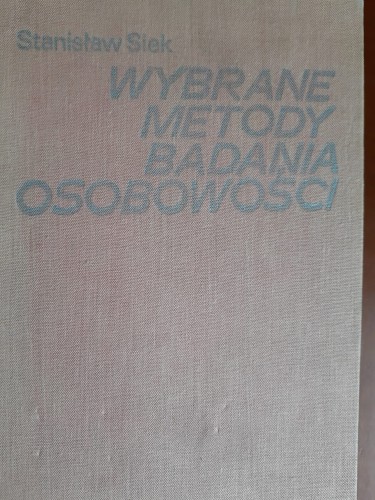 Stanisław Siek
WYBRANE
METODY
BADANIA
OSOBOWOŚCI